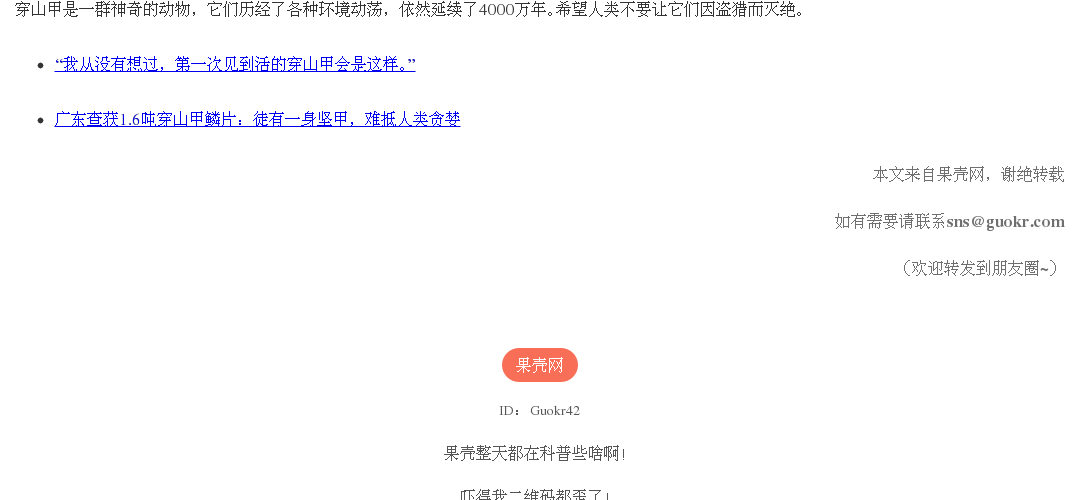 穿山甲是一群神奇的动物，它们历经了各种环境动荡，依然延续了4000万年。希望人类不要让它们因盗猎而灭绝。
“我从没有想过，第一次见到活的穿山甲会是这样。”
广东查获1.6吨穿山甲鳞片：徒有一身坚甲，难抵人类贪婪
本文来自果壳网，谢绝转载
如有需要请联系sns@guokr.com
（欢迎转发到朋友圈~）
果壳网
ID：Guokr42
果壳整天都在科普些啥啊！
吓得我二维码都歪了！